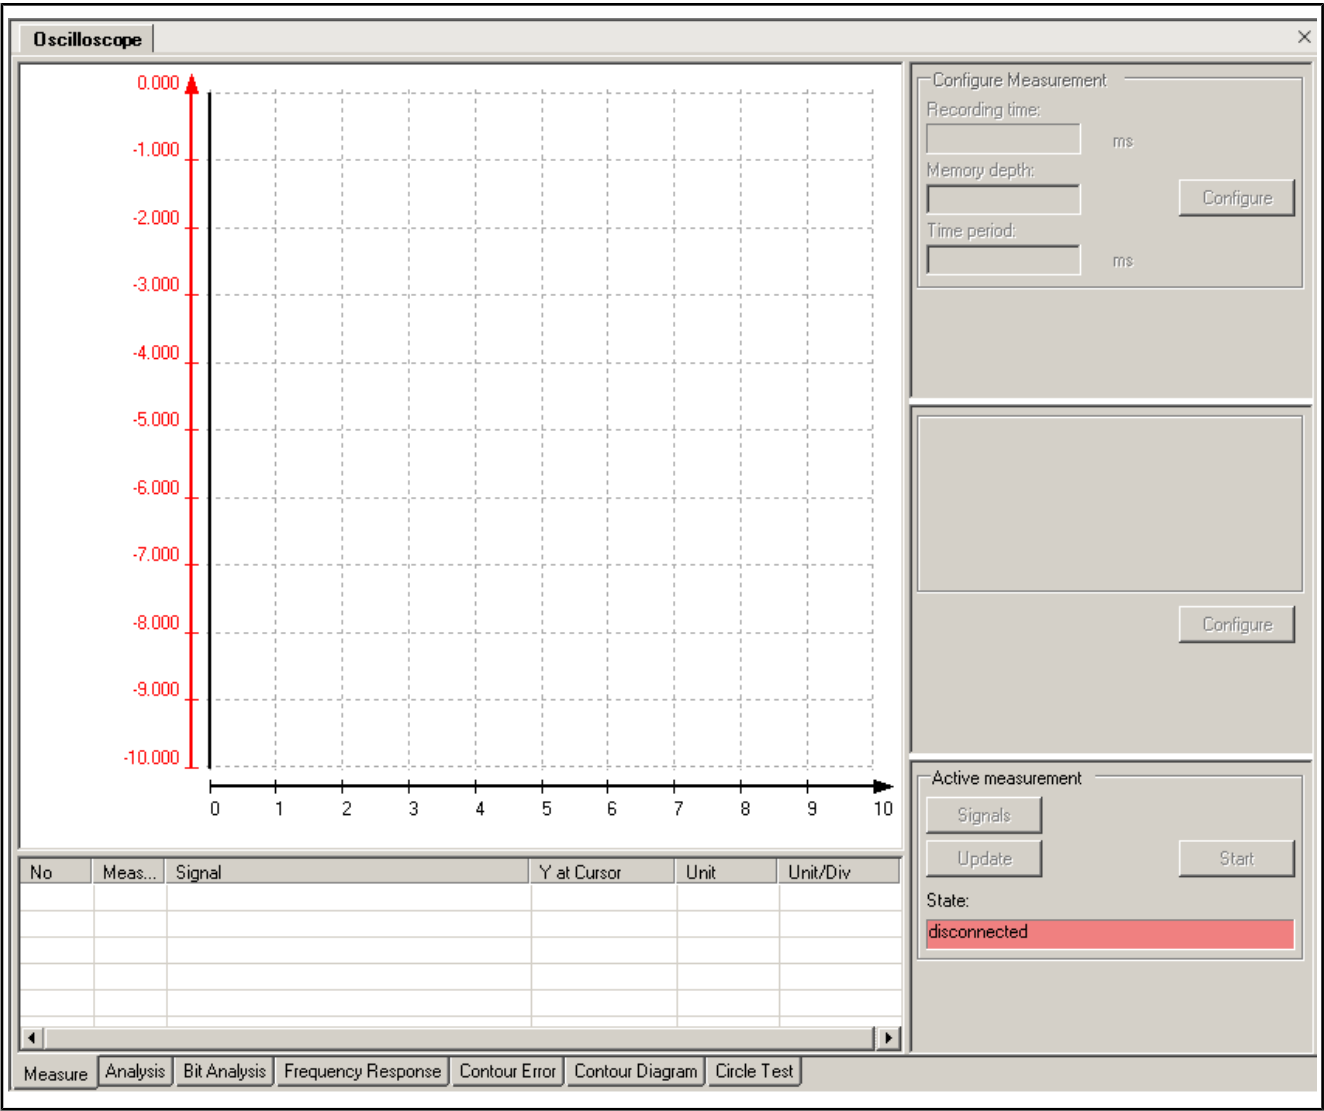 Oscilloscope
0.000
-1.000
-2.000
-3.000
-4.000
-5.000
-6.000
-7.000
-8.000
-9.000
-10.000
0 1 2 3 4 5 6 7 8 9 10
Configure Measurement
Recording time:
ms
Memory depth:
Configure
Time period:
ms
Configure
Active measurement
Signals
Update Start
State:
disconnected
No Meas... Signal Y at Cursor Unit Unit/Div
Measure Analysis Bit Analysis Frequency Response Contour Error Contour Diagram Circle Test